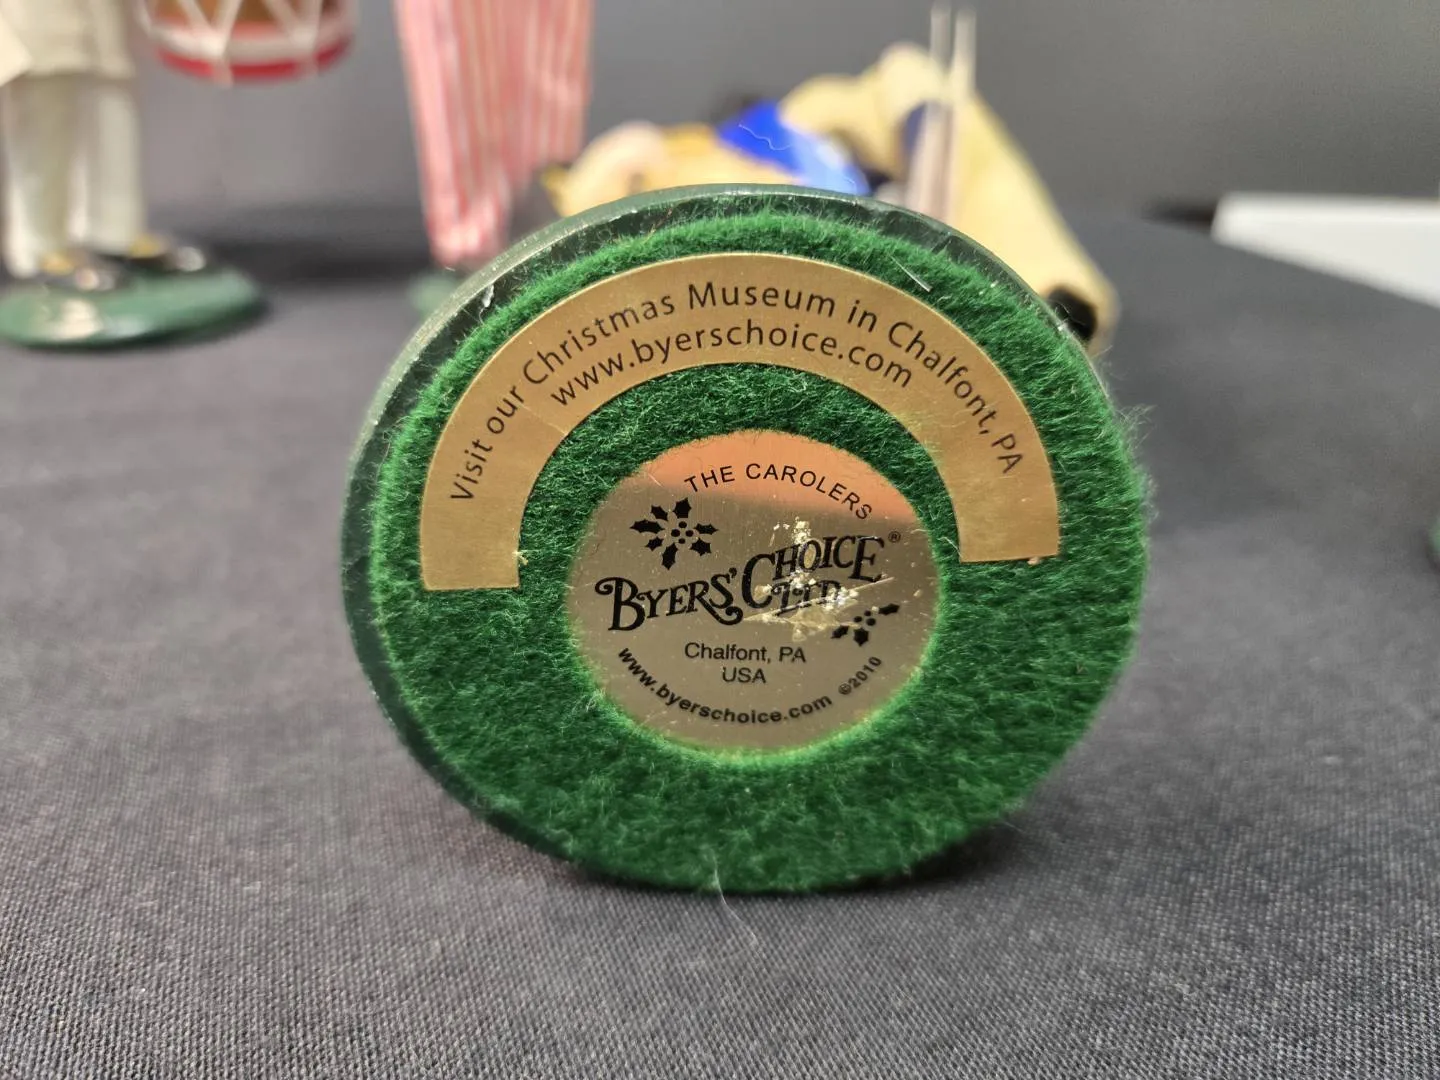 Visit our Christmas Museum in Chalfont, PA
www.byerschoice.com
THE CAROLERS
BYERS' CHOICE®
LTD.
Chalfont, PA
USA
www.byerschoice.com ©2010